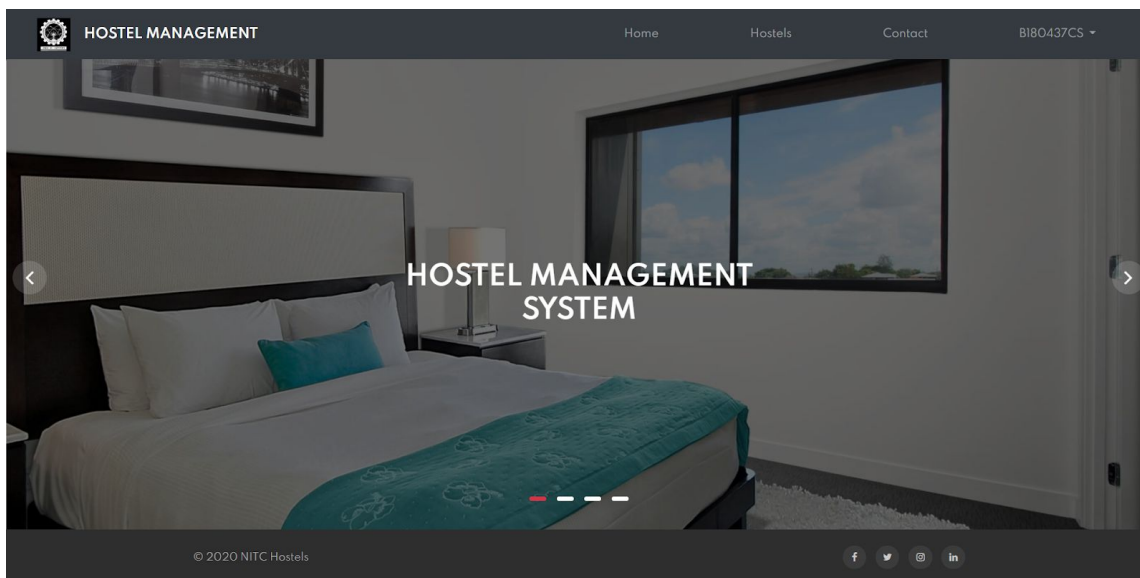 HOSTEL MANAGEMENT
Home
Hostels
Contact
B180437CS
HOSTEL MANAGEMENT
SYSTEM
© 2020 NITC Hostels